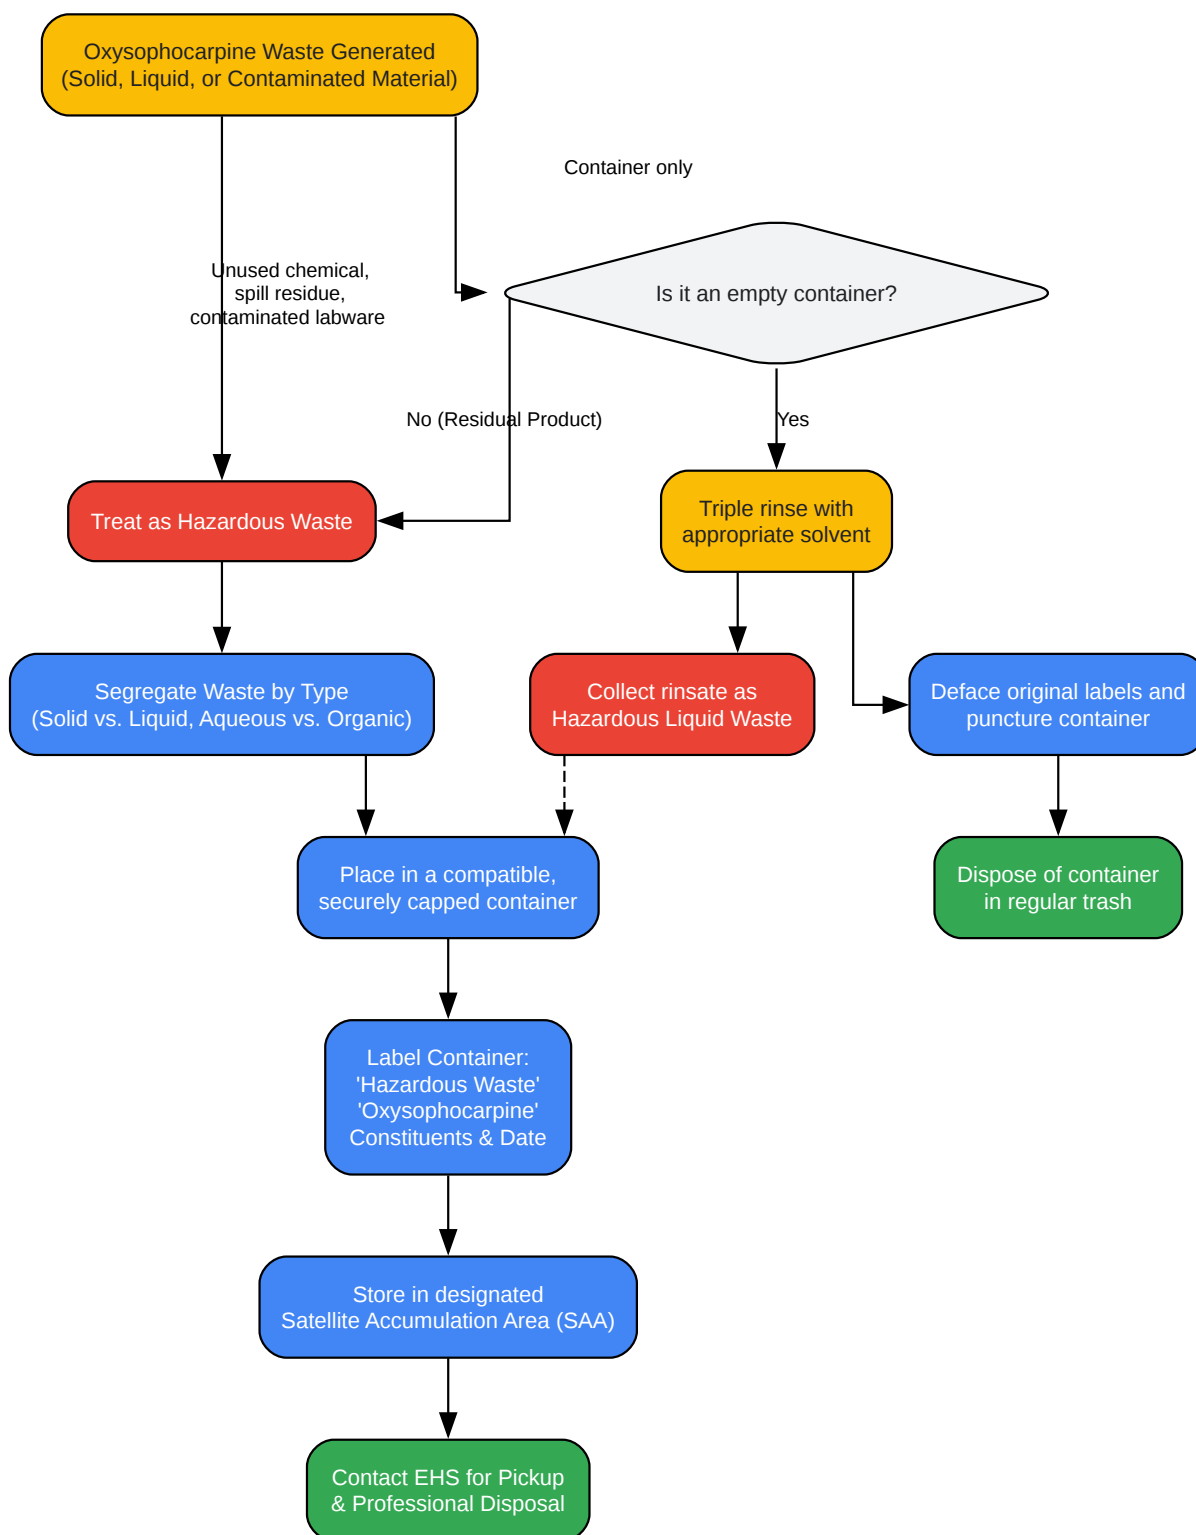 Oxysophocarpine Waste Generated
(Solid, Liquid, or Contaminated Material)
Container only
Unused chemical,
spill residue,
contaminated labware
Is it an empty container?
No (Residual Product)
Yes
Treat as Hazardous Waste
Triple rinse with
appropriate solvent
Segregate Waste by Type
(Solid vs. Liquid, Aqueous vs. Organic)
Collect rinsate as
Hazardous Liquid Waste
Deface original labels and
puncture container
Place in a compatible,
securely capped container
Dispose of container
in regular trash
Label Container:
'Hazardous Waste'
'Oxysophocarpine'
Constituents & Date
Store in designated
Satellite Accumulation Area (SAA)
Contact EHS for Pickup
& Professional Disposal